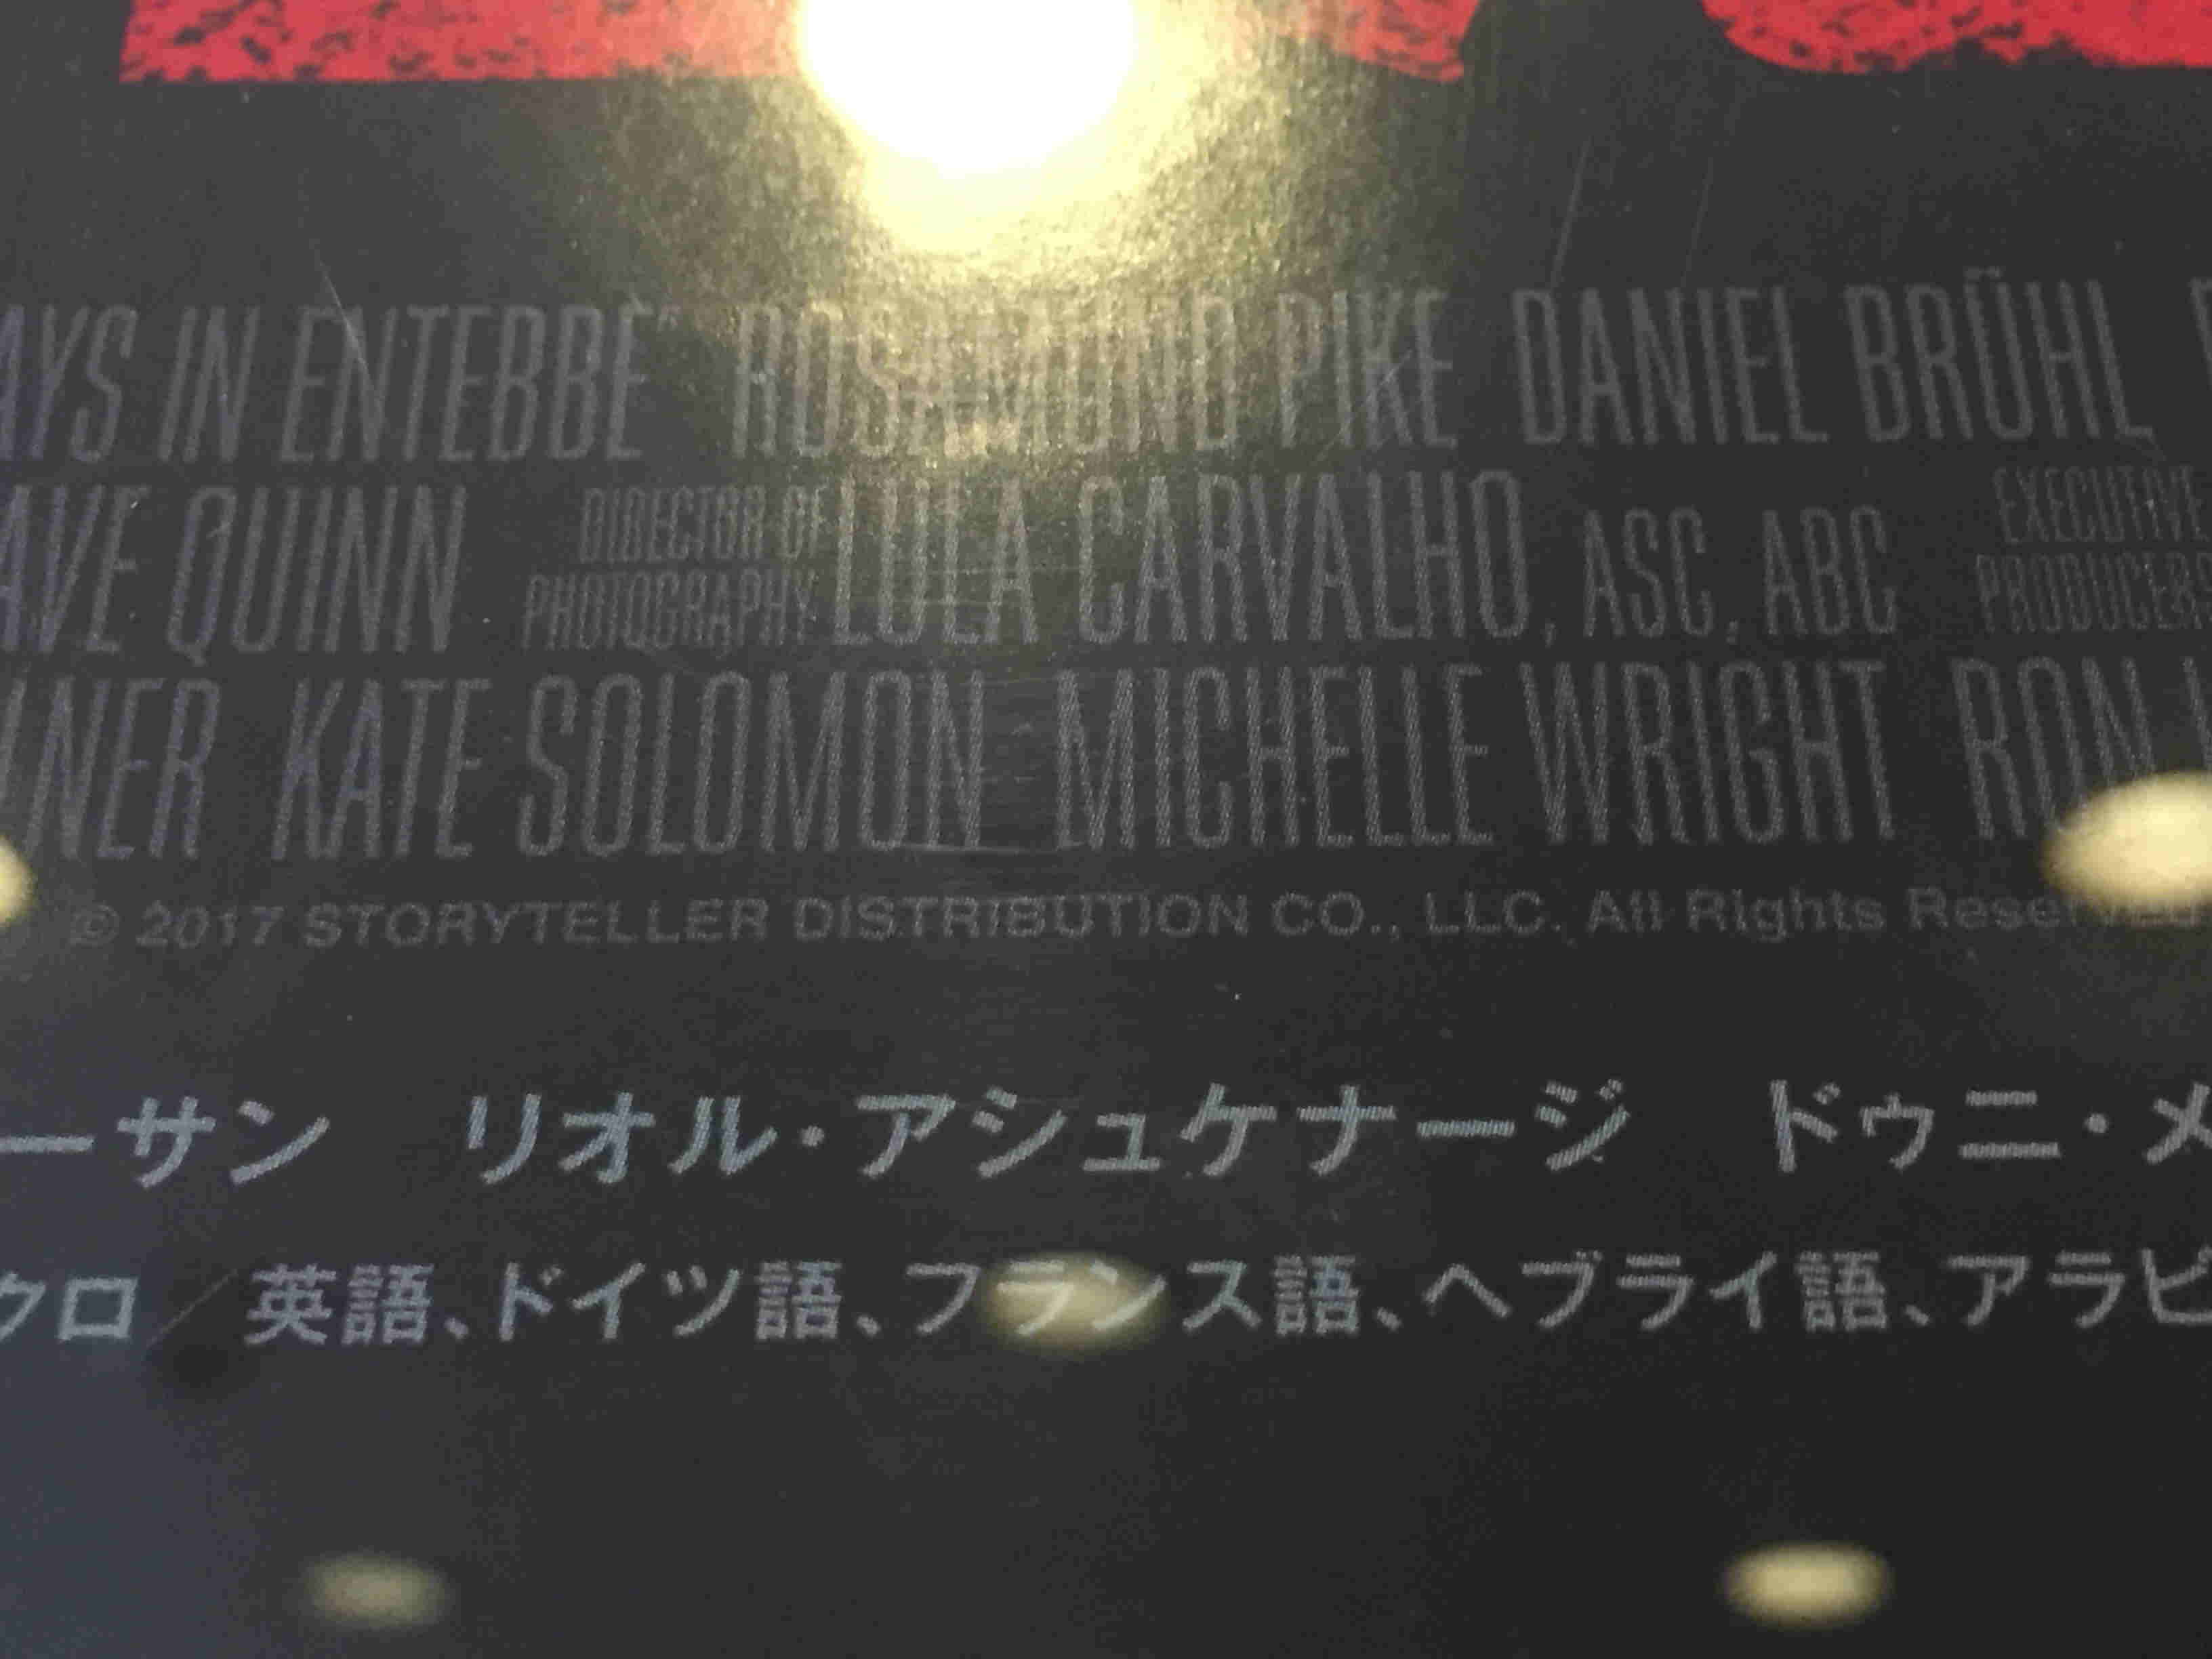 AYS IN ENTEBBE" ROSAMUND PIKE DANIEL BRÜHL
AVE QUINN DIRECTOR OF PHOTOGRAPHY LULA CARVALHO, ASC, ABC EXECUTIVE PRODUCERS
NER KATE SOLOMON MICHELLE WRIGHT RON
© 2017 STORYTELLER DISTRIBUTION CO., LLC. All Rights Reserved
ーサン リオル・アシュケナージ ドゥニ・メ
クロ 英語、ドイツ語、フランス語、ヘブライ語、アラビ